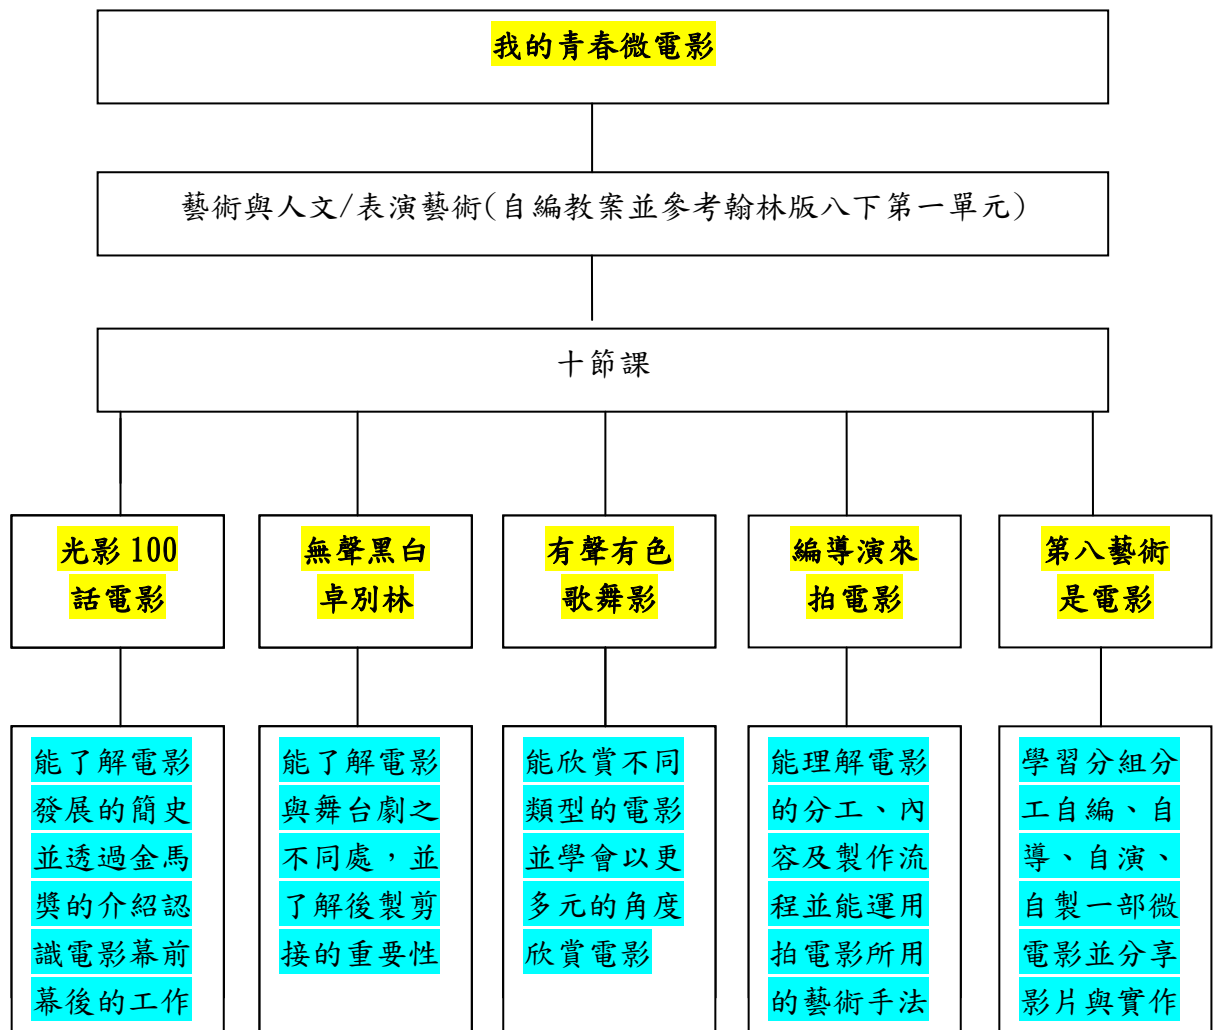 我的青春微電影
藝術與人文/表演藝術(自編教案並參考翰林版八下第一單元)
十節課
光影 100
話電影
無聲黑白
卓別林
有聲有色
歌舞影
編導演來
拍電影
第八藝術
是電影
能了解電影
發展的簡史
並透過金馬
獎的介紹認
識電影幕前
幕後的工作
能了解電影
與舞台劇之
不同處，並
了解後製剪
接的重要性
能欣賞不同
類型的電影
並學會以更
多元的角度
欣賞電影
能理解電影
的分工、內
容及製作流
程並能運用
拍電影所用
的藝術手法
學習分組分
工自編、自
導、自演、
自製一部微
電影並分享
影片與實作